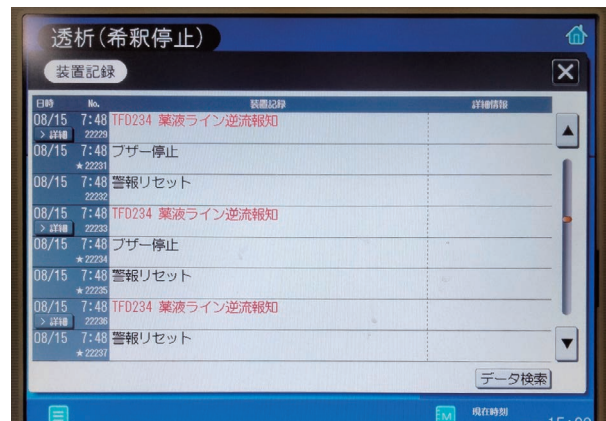 透析(希釈停止)
装置記録
日時 No. 装置記録 詳細情報
08/15 7:48 TFD234 薬液ライン逆流報知
> 詳細 22229
08/15 7:48 ブザー停止
★22231
08/15 7:48 警報リセット
22232
08/15 7:48 TFD234 薬液ライン逆流報知
> 詳細 22233
08/15 7:48 ブザー停止
★22234
08/15 7:48 警報リセット
★22235
08/15 7:48 TFD234 薬液ライン逆流報知
> 詳細 22236
08/15 7:48 警報リセット
★22237
データ検索
EM 現在時刻